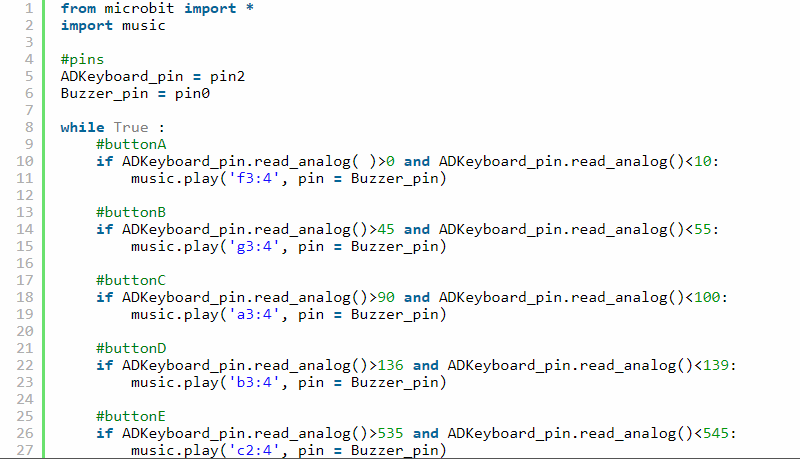 1 from microbit import *
2 import music
3
4 #pins
5 ADKeyboard_pin = pin2
6 Buzzer_pin = pin0
7
8 while True :
9     #buttonA
10     if ADKeyboard_pin.read_analog( )>0 and ADKeyboard_pin.read_analog()<10:
11         music.play('f3:4', pin = Buzzer_pin)
12
13     #buttonB
14     if ADKeyboard_pin.read_analog()>45 and ADKeyboard_pin.read_analog()<55:
15         music.play('g3:4', pin = Buzzer_pin)
16
17     #buttonC
18     if ADKeyboard_pin.read_analog()>90 and ADKeyboard_pin.read_analog()<100:
19         music.play('a3:4', pin = Buzzer_pin)
20
21     #buttonD
22     if ADKeyboard_pin.read_analog()>136 and ADKeyboard_pin.read_analog()<139:
23         music.play('b3:4', pin = Buzzer_pin)
24
25     #buttonE
26     if ADKeyboard_pin.read_analog()>535 and ADKeyboard_pin.read_analog()<545:
27         music.play('c2:4', pin = Buzzer_pin)